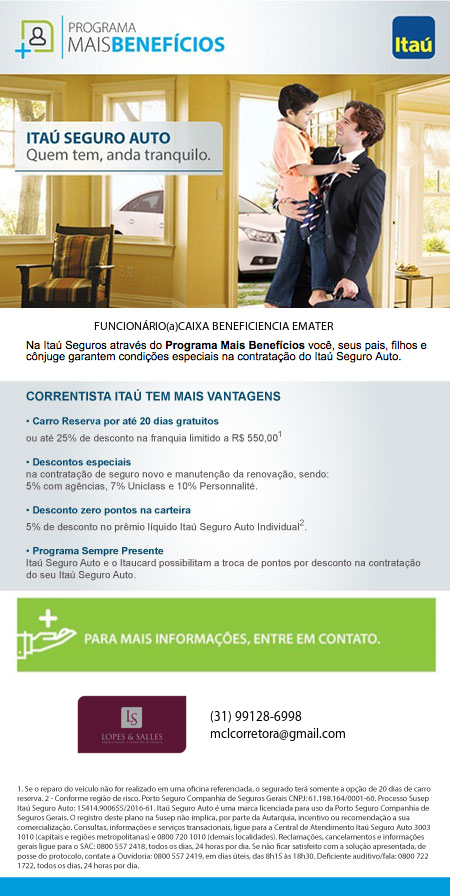 PROGRAMA
MAISBENEFÍCIOS
Itaú
ITAÚ SEGURO AUTO
Quem tem, anda tranquilo.
FUNCIONÁRIO(a)CAIXA BENEFICIENCIA EMATER
Na Itaú Seguros através do Programa Mais Benefícios você, seus pais, filhos e
cônjuge garantem condições especiais na contratação do Itaú Seguro Auto.
CORRENTISTA ITAÚ TEM MAIS VANTAGENS
• Carro Reserva por até 20 dias gratuitos
ou até 25% de desconto na franquia limitido a R$ 550,00¹
• Descontos especiais
na contratação de seguro novo e manutenção da renovação, sendo:
5% com agências, 7% Uniclass e 10% Personnalité.
• Desconto zero pontos na carteira
5% de desconto no prêmio líquido Itaú Seguro Auto Individual².
• Programa Sempre Presente
Itaú Seguro Auto e o Itaucard possibilitam a troca de pontos por desconto na contratação
do seu Itaú Seguro Auto.
PARA MAIS INFORMAÇÕES, ENTRE EM CONTATO.
LS
LOPES & SALLES
(31) 99128-6998
mclcorretora@gmail.com
1. Se o reparo do veículo não for realizado em uma oficina referenciada, o segurado terá somente a opção de 20 dias de carro
reserva. 2 - Conforme região de risco. Porto Seguro Companhia de Seguros Gerais CNPJ: 61.198.164/0001-60. Processo Susep
Itaú Seguro Auto: 15414.900655/2016-61. Itaú Seguro Auto é uma marca licenciada para uso da Porto Seguro Companhia de
Seguros Gerais. O registro deste plano na Susep não implica, por parte da Autarquia, incentivo ou recomendação a sua
comercialização. Consultas, informações e serviços transacionais, ligue para a Central de Atendimento Itaú Seguro Auto 3003
1010 (capitais e regiões metropolitanas) e 0800 720 1010 (demais localidades). Reclamações, cancelamentos e informações
gerais ligue para o SAC: 0800 557 2418, todos os dias, 24 horas por dia. Se não ficar satisfeito com a solução apresentada, de
posse do protocolo, contate a Ouvidoria: 0800 557 2419, em dias úteis, das 8h15 às 18h30. Deficiente auditivo/fala: 0800 722
1722, todos os dias, 24 horas por dia.